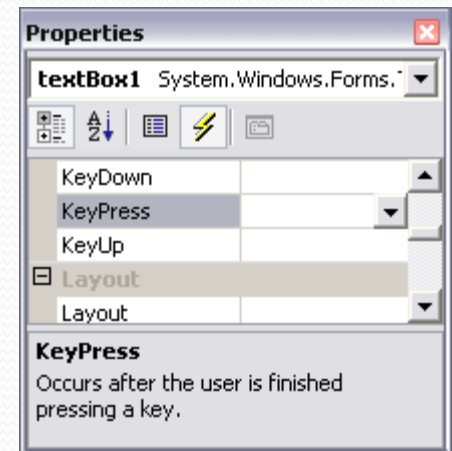 Properties
textBox1 System.Windows.Forms.
A
Z
KeyDown
KeyPress
KeyUp
Layout
Layout
KeyPress
Occurs after the user is finished
pressing a key.